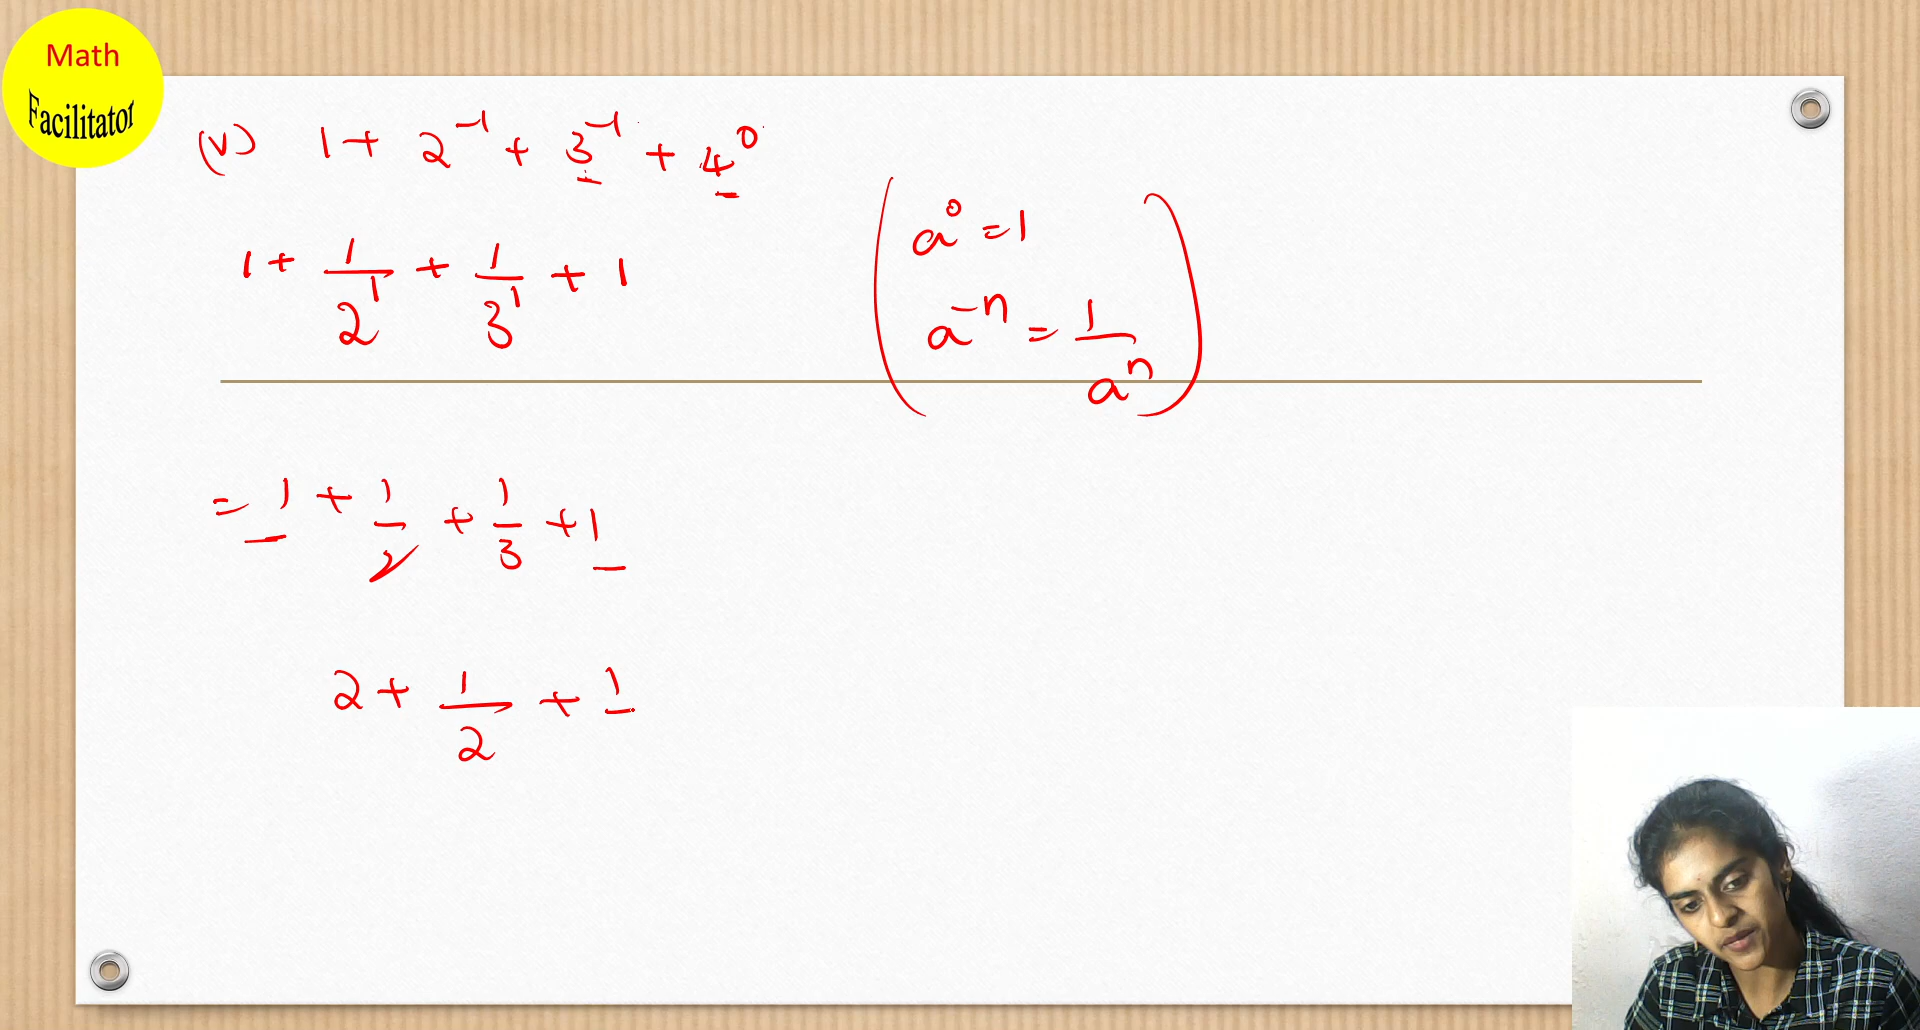 Math
Facilitator
(v) 1 + 2⁻¹ + 3⁻¹ + 4⁰
1 + 1/2¹ + 1/3¹ + 1
a⁰ = 1
a⁻ⁿ = 1/aⁿ
= 1 + 1/2 + 1/3 + 1
2 + 1/2 + 1